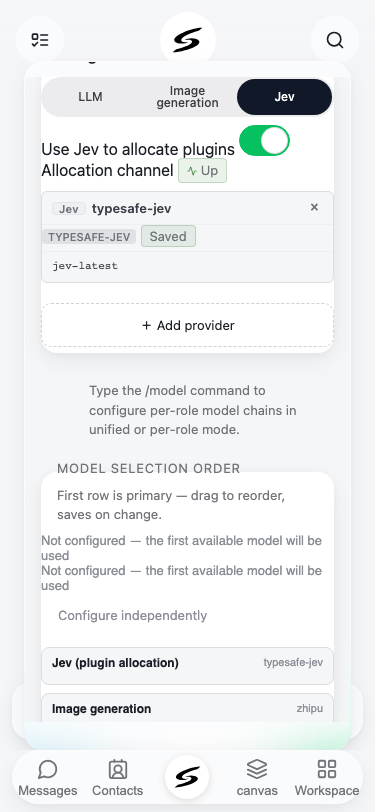 LLM
Image
generation
Jev
Use Jev to allocate plugins
Allocation channel Up
Jev typesafe-jev ×
TYPESAFE-JEV Saved
jev-latest
+ Add provider
Type the /model command to
configure per-role model chains in
unified or per-role mode.
MODEL SELECTION ORDER
First row is primary — drag to reorder,
saves on change.
Not configured — the first available model will be
used
Not configured — the first available model will be
used
Configure independently
Jev (plugin allocation) typesafe-jev
Image generation zhipu
Messages Contacts canvas Workspace